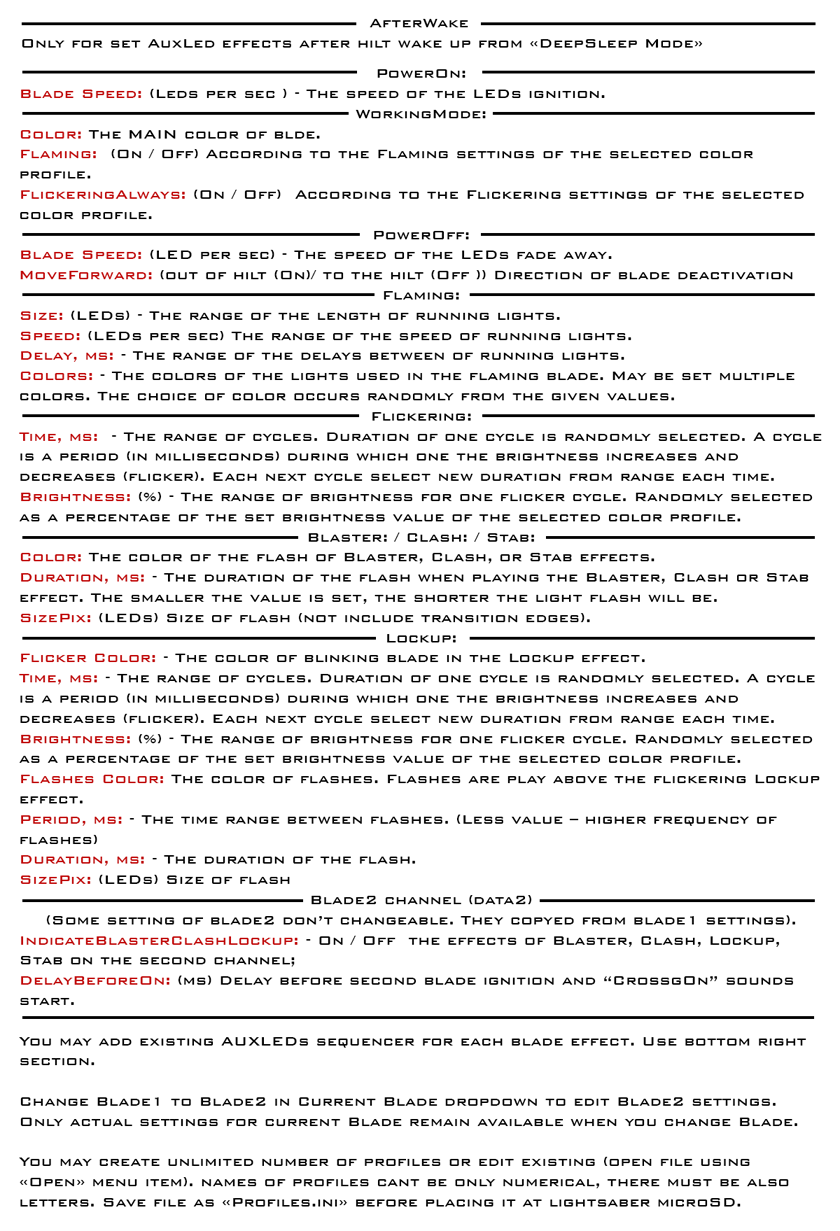 AfterWake
Only for set AuxLed effects after hilt wake up from «DeepSleep Mode»
PowerOn:
Blade Speed: (Leds per sec ) - The speed of the LEDs ignition.
WorkingMode:
Color: The MAIN color of blde.
Flaming:  (On / Off) According to the Flaming settings of the selected color
profile.
FlickeringAlways: (On / Off)  According to the Flickering settings of the selected
color profile.
PowerOff:
Blade Speed: (LED per sec) - The speed of the LEDs fade away.
MoveForward: (out of hilt (On)/ to the hilt (Off )) Direction of blade deactivation
Flaming:
Size: (LEDs) - The range of the length of running lights.
Speed: (LEDs per sec) The range of the speed of running lights.
Delay, ms: - The range of the delays between of running lights.
Colors: - The colors of the lights used in the flaming blade. May be set multiple
colors. The choice of color occurs randomly from the given values.
Flickering:
Time, ms:  - The range of cycles. Duration of one cycle is randomly selected. A cycle
is a period (in milliseconds) during which one the brightness increases and
decreases (flicker). Each next cycle select new duration from range each time.
Brightness: (%) - The range of brightness for one flicker cycle. Randomly selected
as a percentage of the set brightness value of the selected color profile.
Blaster: / Clash: / Stab:
Color: The color of the flash of Blaster, Clash, or Stab effects.
Duration, ms: - The duration of the flash when playing the Blaster, Clash or Stab
effect. The smaller the value is set, the shorter the light flash will be.
SizePix: (LEDs) Size of flash (not include transition edges).
Lockup:
Flicker Color: - The color of blinking blade in the Lockup effect.
Time, ms: - The range of cycles. Duration of one cycle is randomly selected. A cycle
is a period (in milliseconds) during which one the brightness increases and
decreases (flicker). Each next cycle select new duration from range each time.
Brightness: (%) - The range of brightness for one flicker cycle. Randomly selected
as a percentage of the set brightness value of the selected color profile.
Flashes Color: The color of flashes. Flashes are play above the flickering Lockup
effect.
Period, ms: - The time range between flashes. (Less value – higher frequency of
flashes)
Duration, ms: - The duration of the flash.
SizePix: (LEDs) Size of flash
Blade2 channel (data2)
(Some setting of blade2 don't changeable. They copyed from blade1 settings).
IndicateBlasterClashLockup: - On / Off  the effects of Blaster, Clash, Lockup,
Stab on the second channel;
DelayBeforeOn: (ms) Delay before second blade ignition and “CrossgOn” sounds
start.
You may add existing AUXLEDs sequencer for each blade effect. Use bottom right
section.
Change Blade1 to Blade2 in Current Blade dropdown to edit Blade2 settings.
Only actual settings for current Blade remain available when you change Blade.
You may create unlimited number of profiles or edit existing (open file using
«Open» menu item). names of profiles cant be only numerical, there must be also
letters. Save file as «Profiles.ini» before placing it at lightsaber microSD.